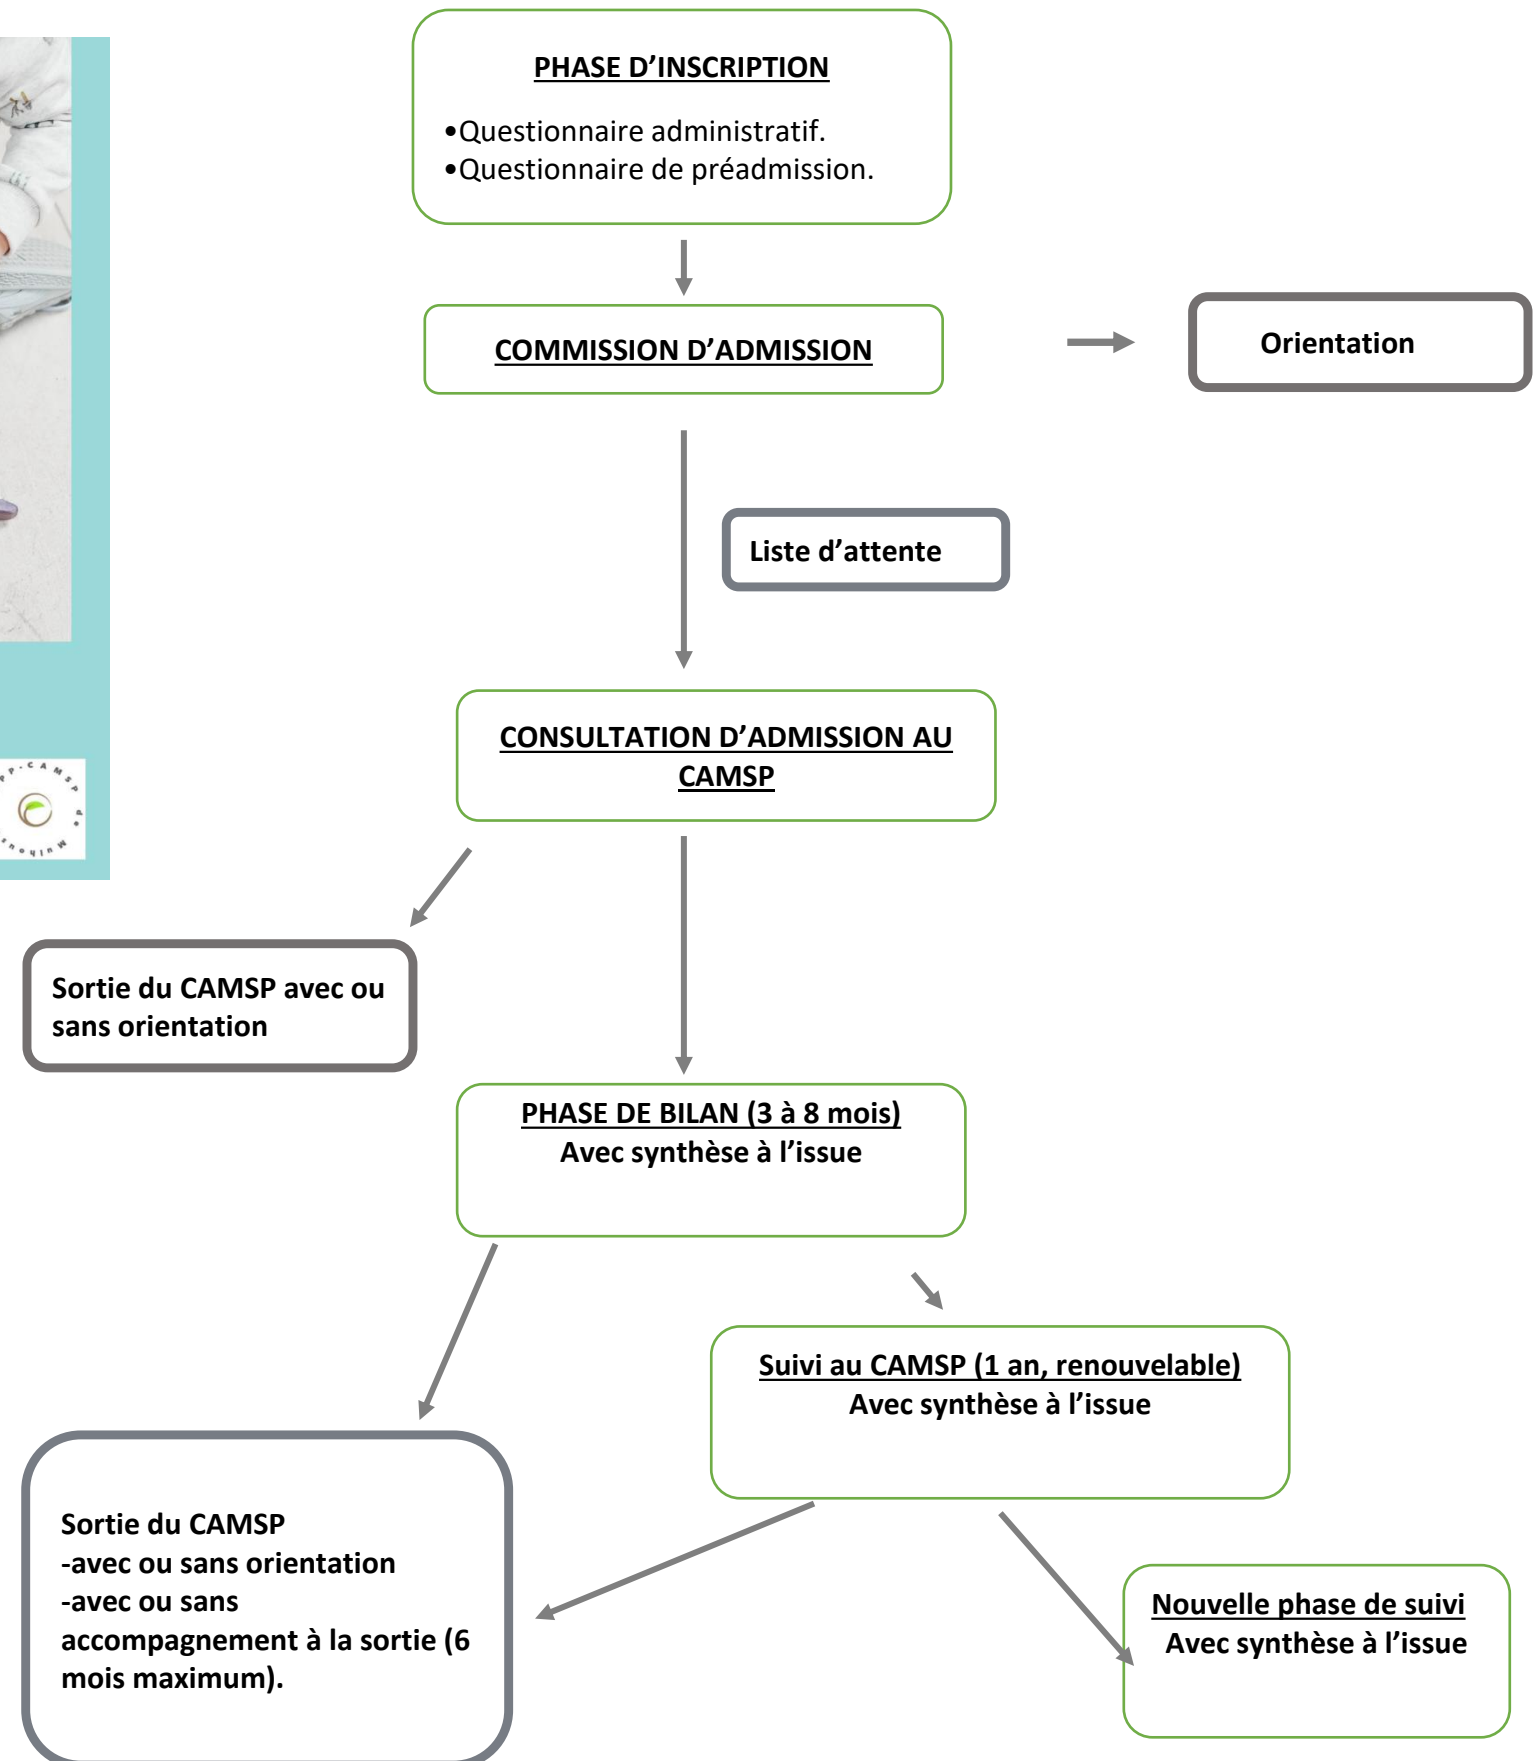 PHASE D’INSCRIPTION
•Questionnaire administratif.
•Questionnaire de préadmission.
COMMISSION D’ADMISSION
Orientation
Liste d’attente
CONSULTATION D’ADMISSION AU
CAMSP
Sortie du CAMSP avec ou
sans orientation
PHASE DE BILAN (3 à 8 mois)
Avec synthèse à l’issue
Suivi au CAMSP (1 an, renouvelable)
Avec synthèse à l’issue
Sortie du CAMSP
-avec ou sans orientation
-avec ou sans
accompagnement à la sortie (6
mois maximum).
Nouvelle phase de suivi
Avec synthèse à l’issue
CAMSP de